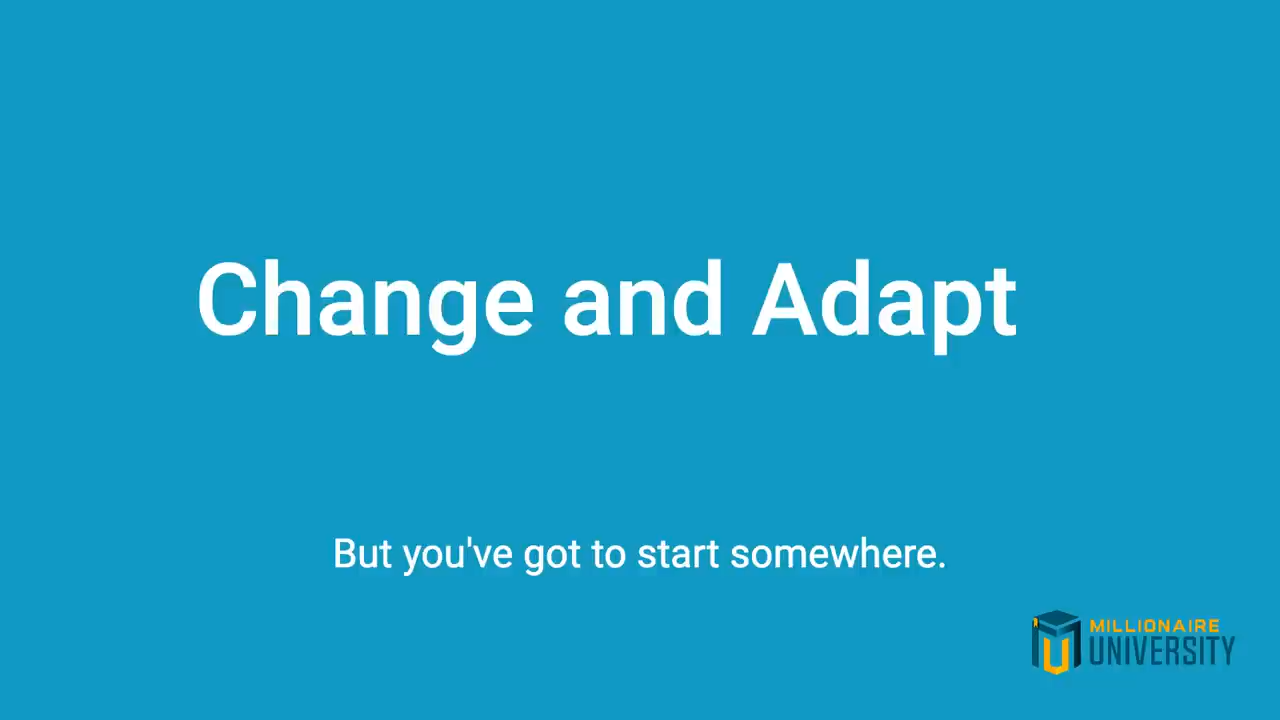 Change and Adapt
But you've got to start somewhere.
MILLIONAIRE
UNIVERSITY